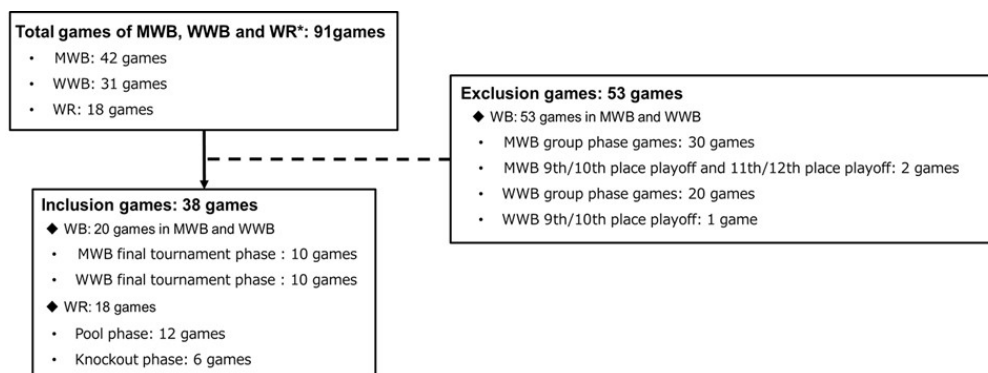 Total games of MWB, WWB and WR*: 91games
• MWB: 42 games
• WWB: 31 games
• WR: 18 games
Exclusion games: 53 games
◆ WB: 53 games in MWB and WWB
• MWB group phase games: 30 games
• MWB 9th/10th place playoff and 11th/12th place playoff: 2 games
• WWB group phase games: 20 games
• WWB 9th/10th place playoff: 1 game
Inclusion games: 38 games
◆ WB: 20 games in MWB and WWB
• MWB final tournament phase : 10 games
• WWB final tournament phase : 10 games
◆ WR: 18 games
• Pool phase: 12 games
• Knockout phase: 6 games